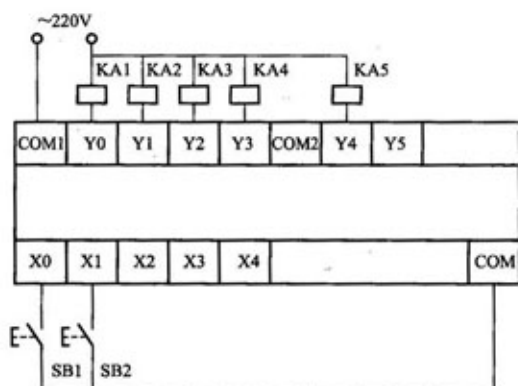 ～220V
KA1 KA2 KA3 KA4 KA5
COM1 Y0 Y1 Y2 Y3 COM2 Y4 Y5
X0 X1 X2 X3 X4 COM
SB1 SB2